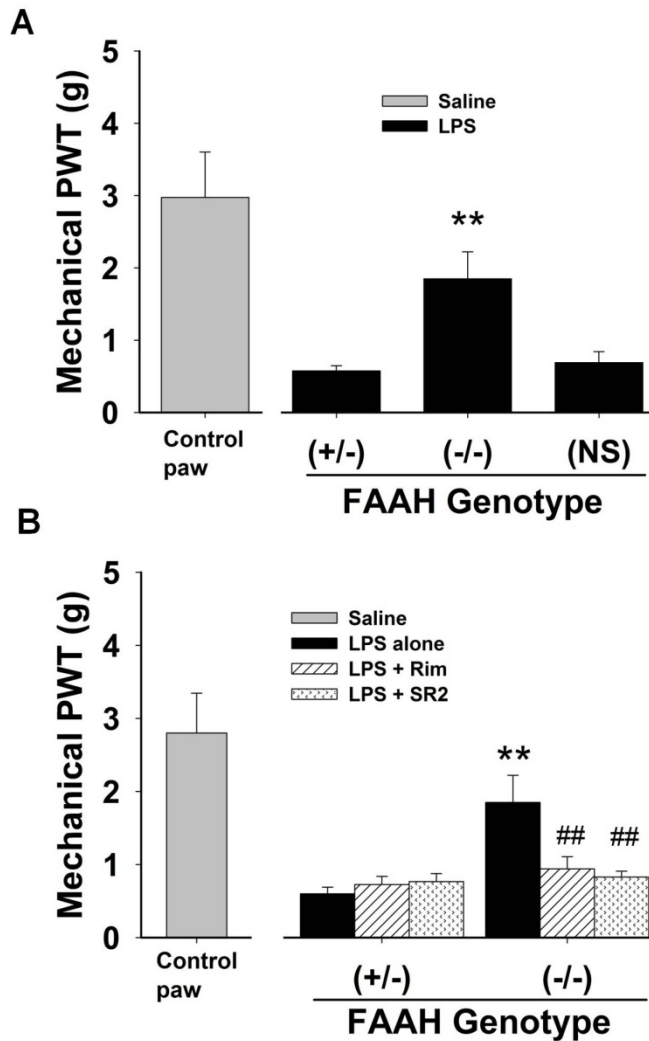 A
Mechanical PWT (g)
5
4
3
2
1
0
Saline
LPS
**
Control
paw
(+/-) (-/-) (NS)
FAAH Genotype
B
Mechanical PWT (g)
5
4
3
2
1
0
Saline
LPS alone
LPS + Rim
LPS + SR2
**
## ##
Control
paw
(+/-) (-/-)
FAAH Genotype